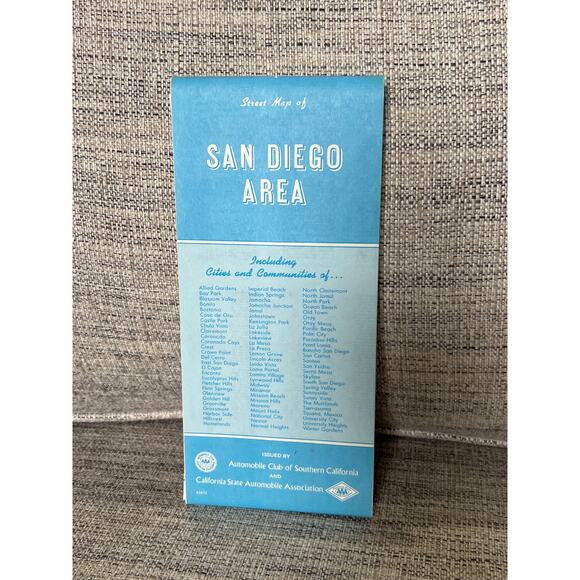 Street Map of
SAN DIEGO
AREA
Including
Cities and Communities of...
Allied Gardens
Bay Park
Blossom Valley
Bonita
Bostonia
Casa de Oro
Castle Park
Chula Vista
Clairemont
Coronado
Coronado Cays
Crest
Crown Point
Del Cerro
East San Diego
El Cajon
Encanto
Eucalyptus Hills
Fletcher Hills
Flinn Springs
Glenview
Golden Hill
Grantville
Grossmont
Harbor Side
Hillcrest
Homelands
Imperial Beach
Indian Springs
Jamacha
Jamacha Junction
Jamul
Johnstown
Kensington Park
La Jolla
Lakeside
Lakeview
La Mesa
La Presa
Lemon Grove
Lincoln Acres
Linda Vista
Loma Portal
Lomita Village
Lynwood Hills
Midway
Miramar
Mission Beach
Mission Hills
Morena
Mount Helix
National City
Nestor
Normal Heights
North Clairemont
North Jamul
North Park
Ocean Beach
Old Town
Otay
Otay Mesa
Pacific Beach
Palm City
Paradise Hills
Point Loma
Rancho San Diego
San Carlos
Santee
San Ysidro
Serra Mesa
Skyline
South San Diego
Spring Valley
Sunnyside
Sunny Vista
The Muirlands
Tierrasanta
Tijuana, Mexico
University City
University Heights
Winter Gardens
ISSUED BY
Automobile Club of Southern California
AND
California State Automobile Association
AAA